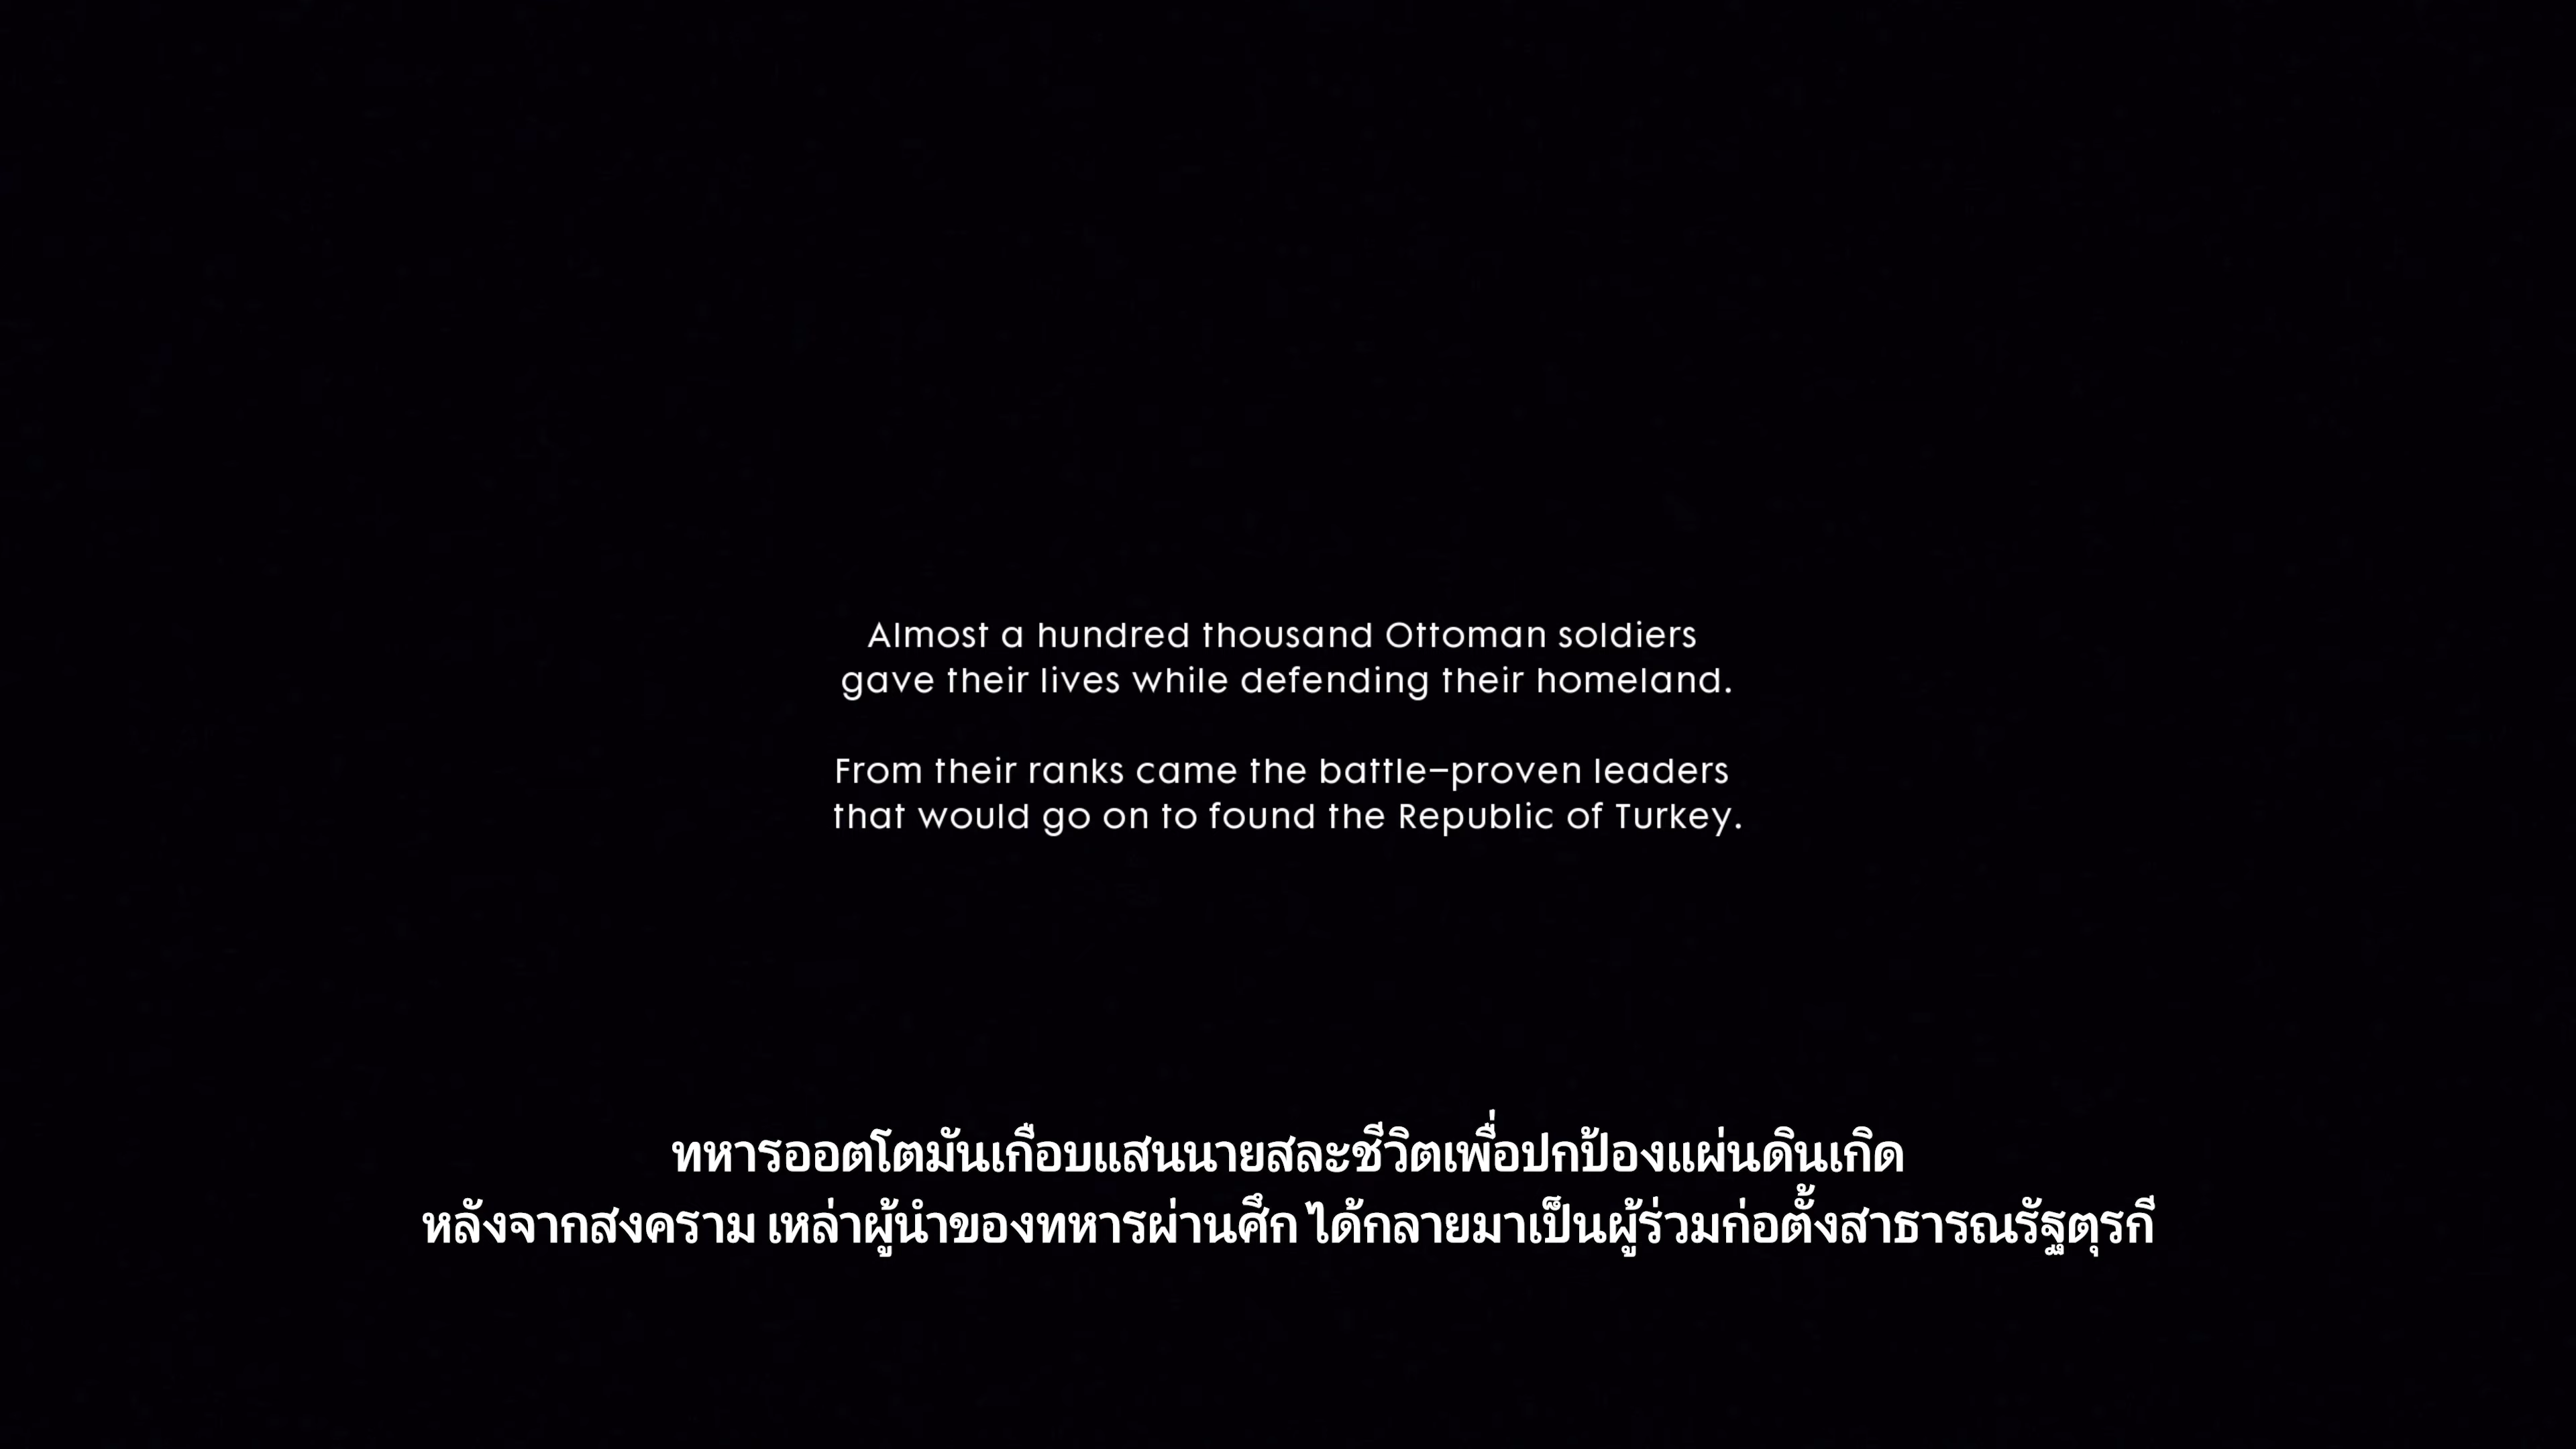 Almost a hundred thousand Ottoman soldiers
gave their lives while defending their homeland.
From their ranks came the battle–proven leaders
that would go on to found the Republic of Turkey.
ทหารออตโตมันเกือบแสนนายสละชีวิตเพื่อปกป้องแผ่นดินเกิด
หลังจากสงคราม เหล่าผู้นำของทหารผ่านศึก ได้กลายมาเป็นผู้ร่วมก่อตั้งสาธารณรัฐตุรกี